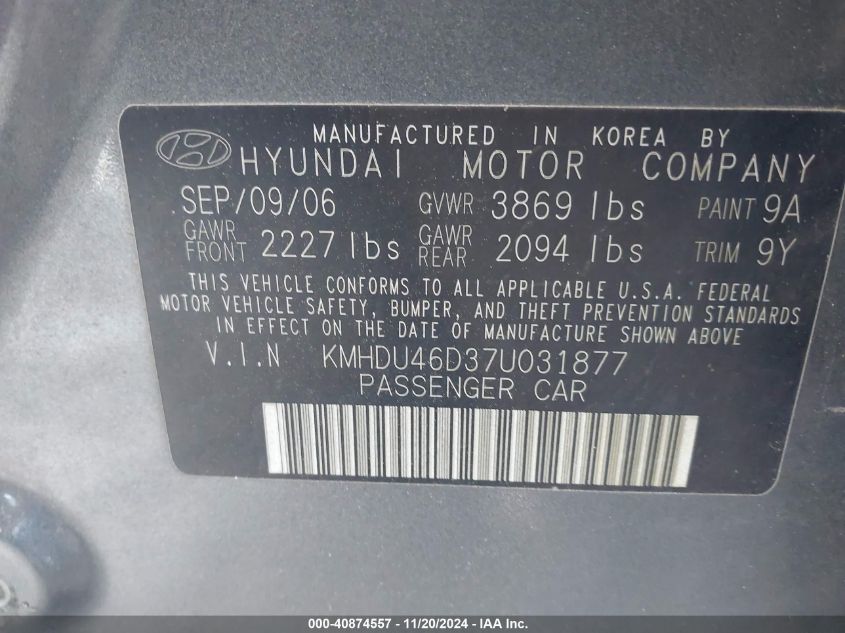 MANUFACTURED IN KOREA BY
HYUNDAI MOTOR COMPANY
SEP/09/06 GVWR 3869 lbs PAINT 9A
GAWR FRONT 2227 lbs GAWR REAR 2094 lbs TRIM 9Y
THIS VEHICLE CONFORMS TO ALL APPLICABLE U.S.A. FEDERAL
MOTOR VEHICLE SAFETY, BUMPER, AND THEFT PREVENTION STANDARDS
IN EFFECT ON THE DATE OF MANUFACTURE SHOWN ABOVE
V.I.N KMHDU46D37U031877
PASSENGER CAR
000-40874557 - 11/20/2024 - IAAI Inc.